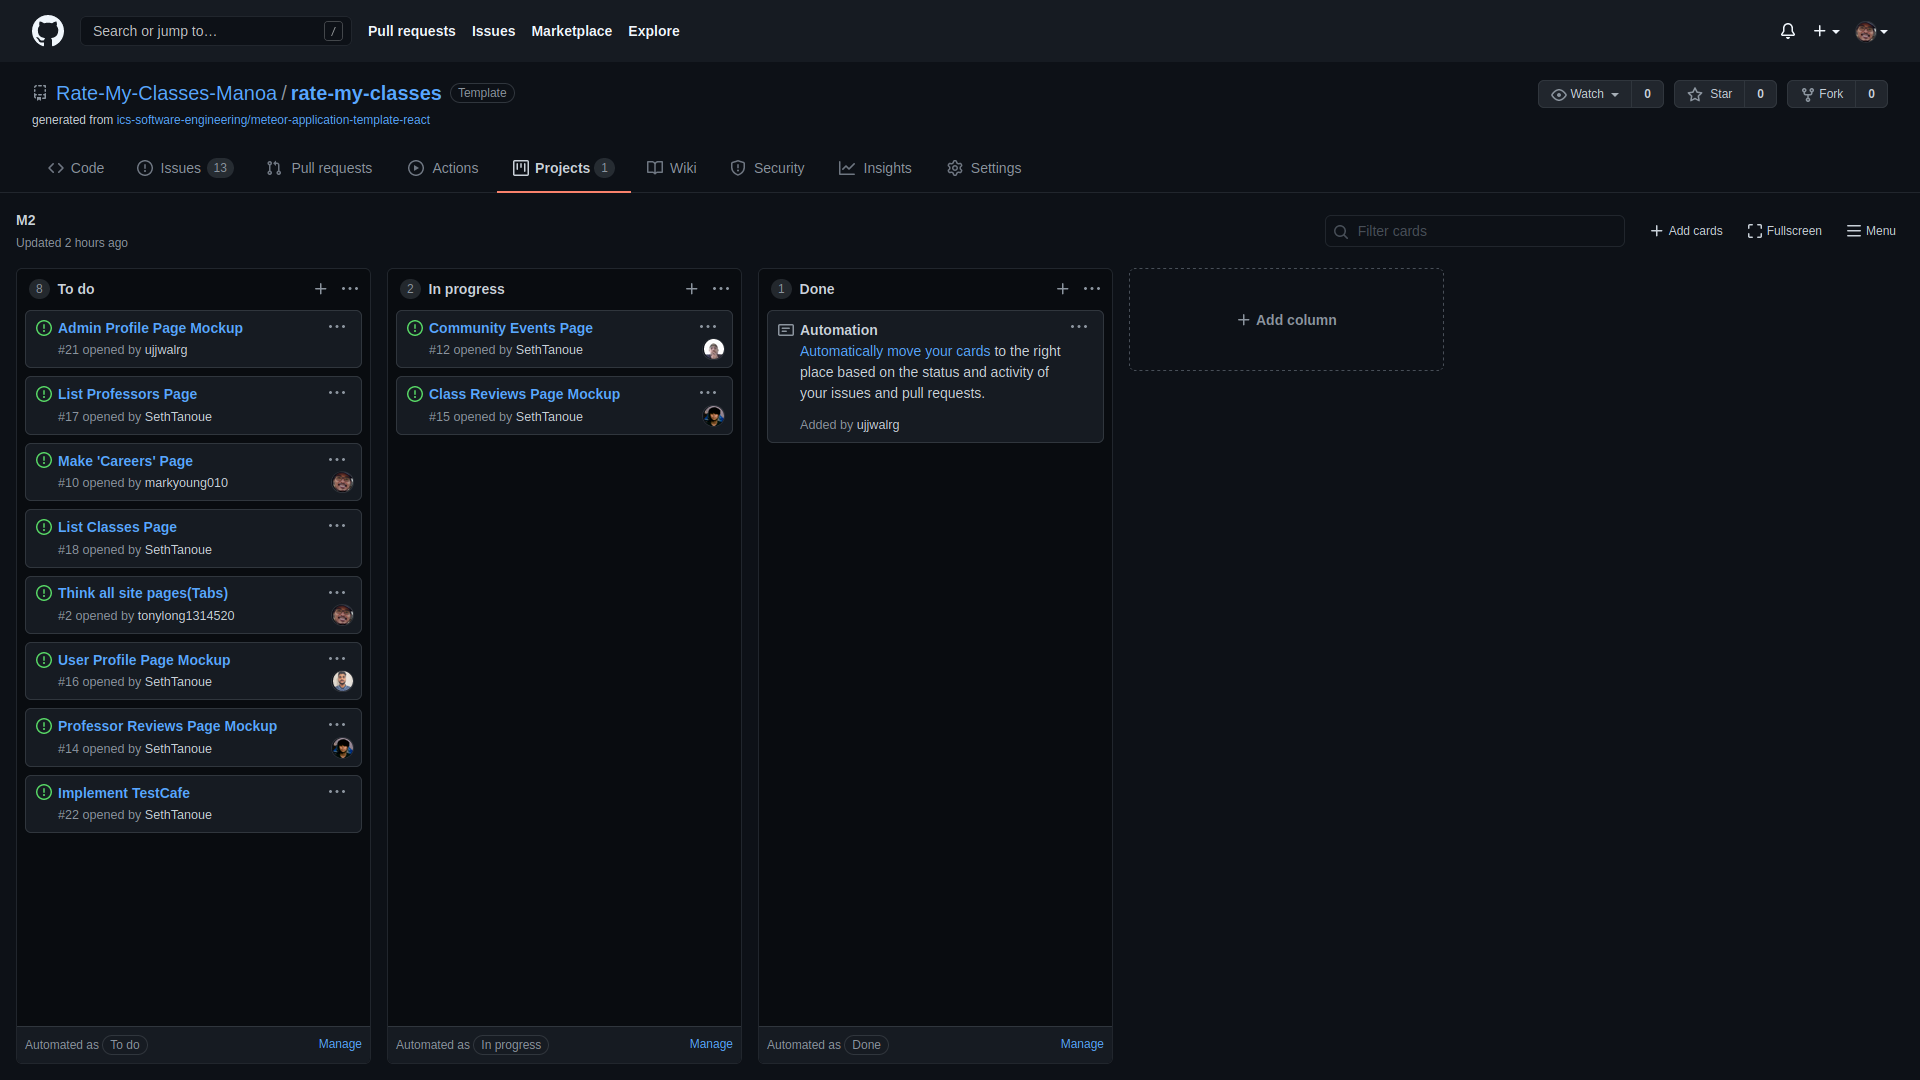 Search or jump to… /
Pull requests Issues Marketplace Explore
Rate-My-Classes-Manoa / rate-my-classes Template
Watch 0 Star 0 Fork 0
generated from ics-software-engineering/meteor-application-template-react
Code Issues 13 Pull requests Actions Projects 1 Wiki Security Insights Settings
M2
Updated 2 hours ago
Filter cards Add cards Fullscreen Menu
8 To do
Admin Profile Page Mockup
#21 opened by ujjwalrg
List Professors Page
#17 opened by SethTanoue
Make 'Careers' Page
#10 opened by markyoung010
List Classes Page
#18 opened by SethTanoue
Think all site pages(Tabs)
#2 opened by tonylong1314520
User Profile Page Mockup
#16 opened by SethTanoue
Professor Reviews Page Mockup
#14 opened by SethTanoue
Implement TestCafe
#22 opened by SethTanoue
Automated as To do Manage
2 In progress
Community Events Page
#12 opened by SethTanoue
Class Reviews Page Mockup
#15 opened by SethTanoue
Automated as In progress Manage
1 Done
Automation
Automatically move your cards to the right
place based on the status and activity of
your issues and pull requests.
Added by ujjwalrg
Automated as Done Manage
Add column